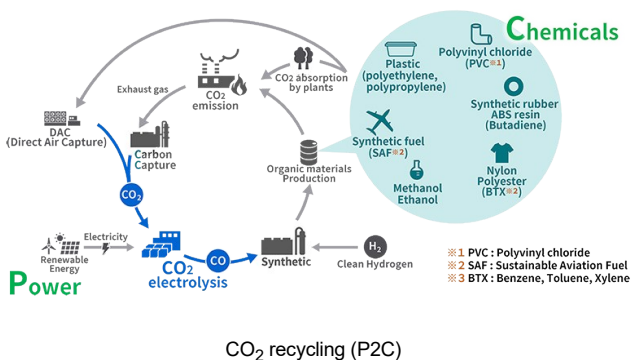 Chemicals
Plastic
(polyethylene,
polypropylene)
Polyvinyl chloride
(PVC※1)
Synthetic rubber
ABS resin
(Butadiene)
Synthetic fuel
(SAF※2)
Nylon
Polyester
(BTX※2)
Methanol
Ethanol
CO2 absorption
by plants
CO2
emission
Exhaust gas
DAC
(Direct Air Capture)
Carbon
Capture
Organic materials
Production
CO2
Electricity
Renewable
Energy
Power
CO2
electrolysis
CO
Synthetic
H2
Clean Hydrogen
※1 PVC : Polyvinyl chloride
※2 SAF : Sustainable Aviation Fuel
※3 BTX : Benzene, Toluene, Xylene
CO2 recycling (P2C)